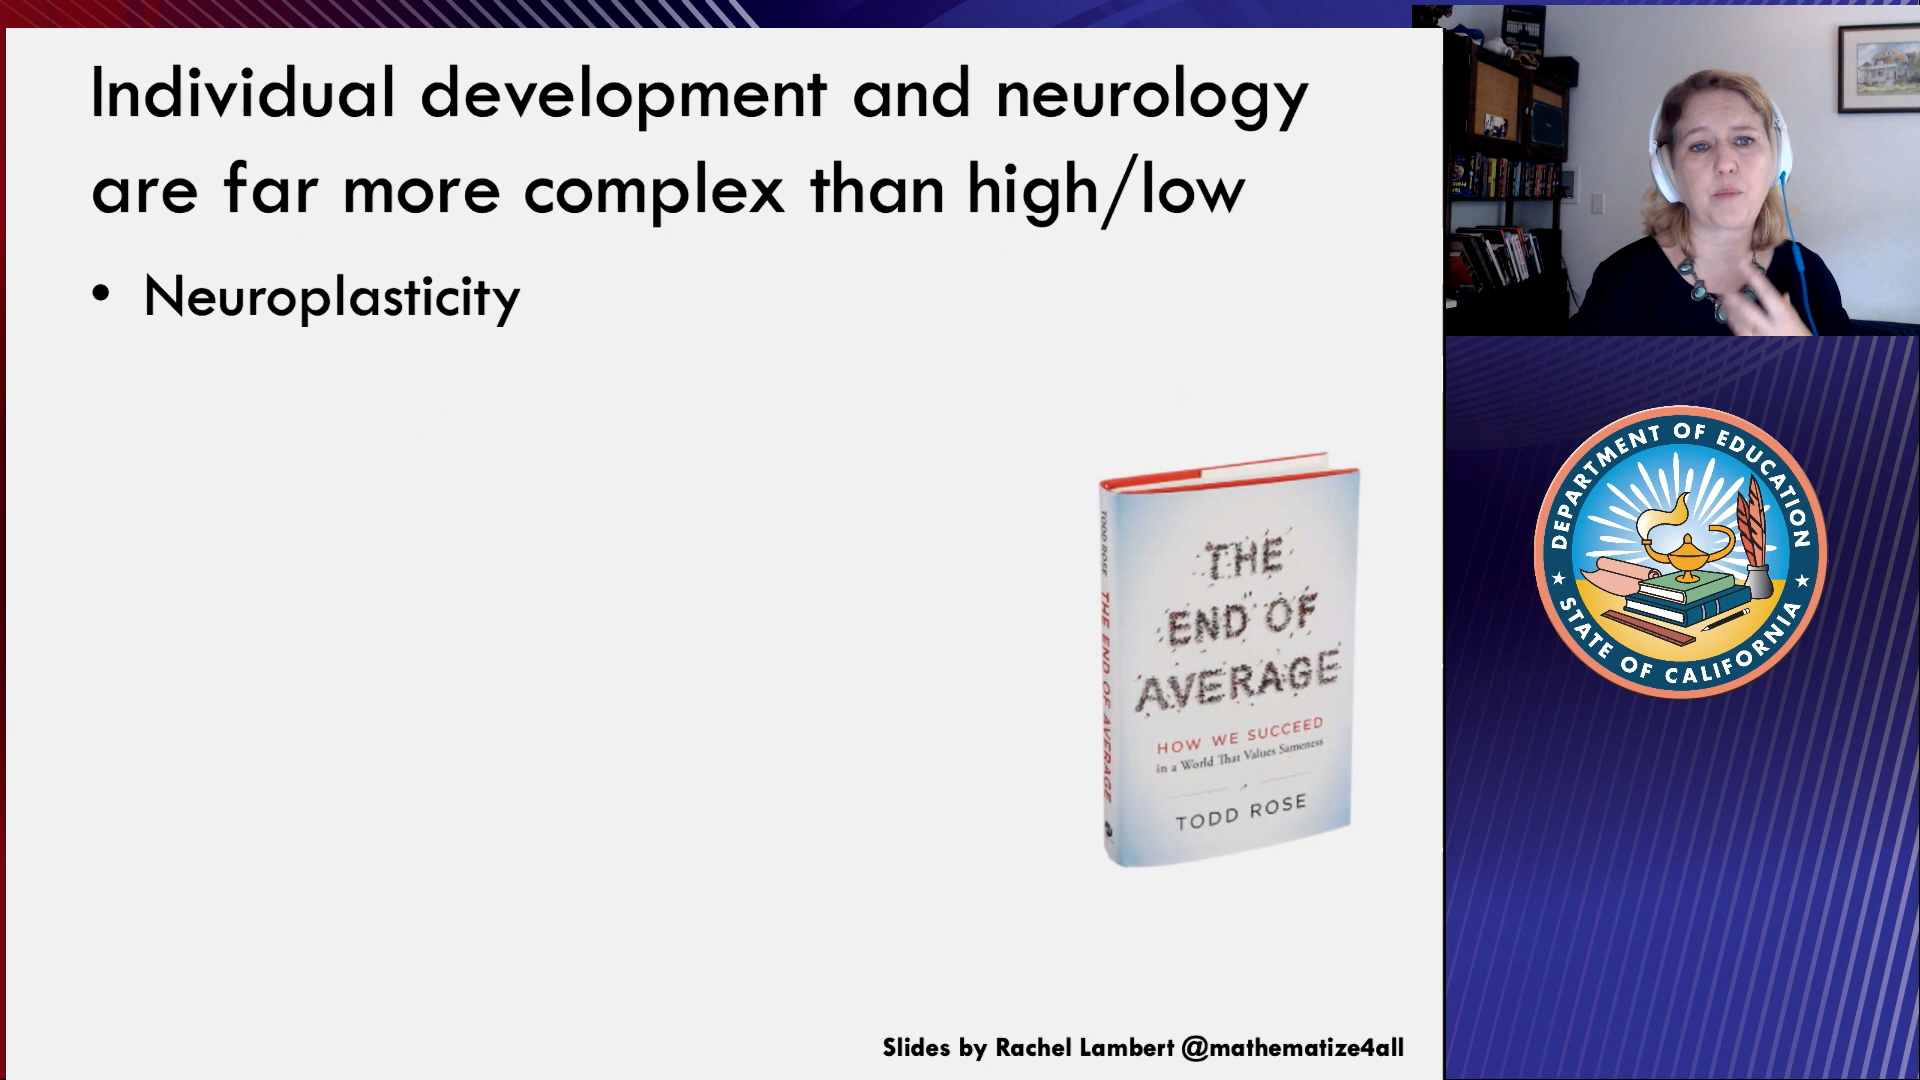 Individual development and neurology
are far more complex than high/low
• Neuroplasticity
TODD ROSE THE END OF AVERAGE
THE
END OF
AVERAGE
HOW WE SUCCEED
in a World That Values Sameness
TODD ROSE
Slides by Rachel Lambert @mathematize4all
DEPARTMENT OF EDUCATION
STATE OF CALIFORNIA